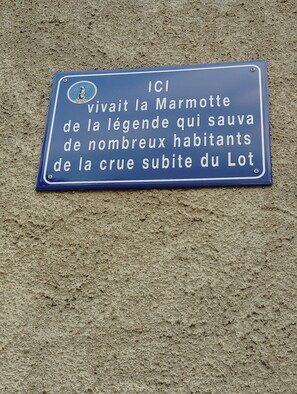 ICI
vivait la Marmotte
de la légende qui sauva
de nombreux habitants
de la crue subite du Lot